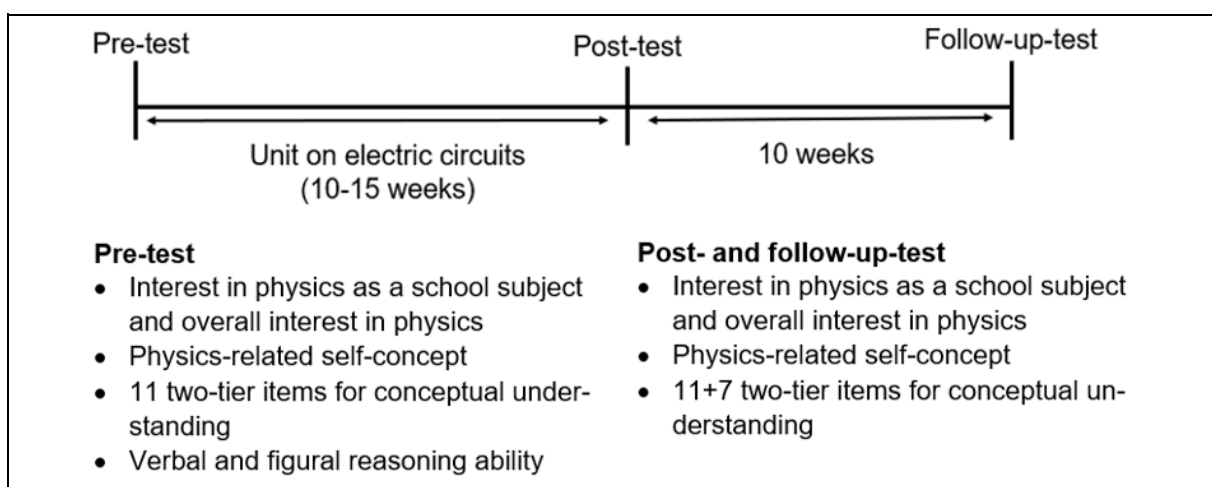 Pre-test
Post-test
Follow-up-test
Unit on electric circuits
(10-15 weeks)
10 weeks
Pre-test
• Interest in physics as a school subject
and overall interest in physics
• Physics-related self-concept
• 11 two-tier items for conceptual under-
standing
• Verbal and figural reasoning ability
Post- and follow-up-test
• Interest in physics as a school subject
and overall interest in physics
• Physics-related self-concept
• 11+7 two-tier items for conceptual un-
derstanding